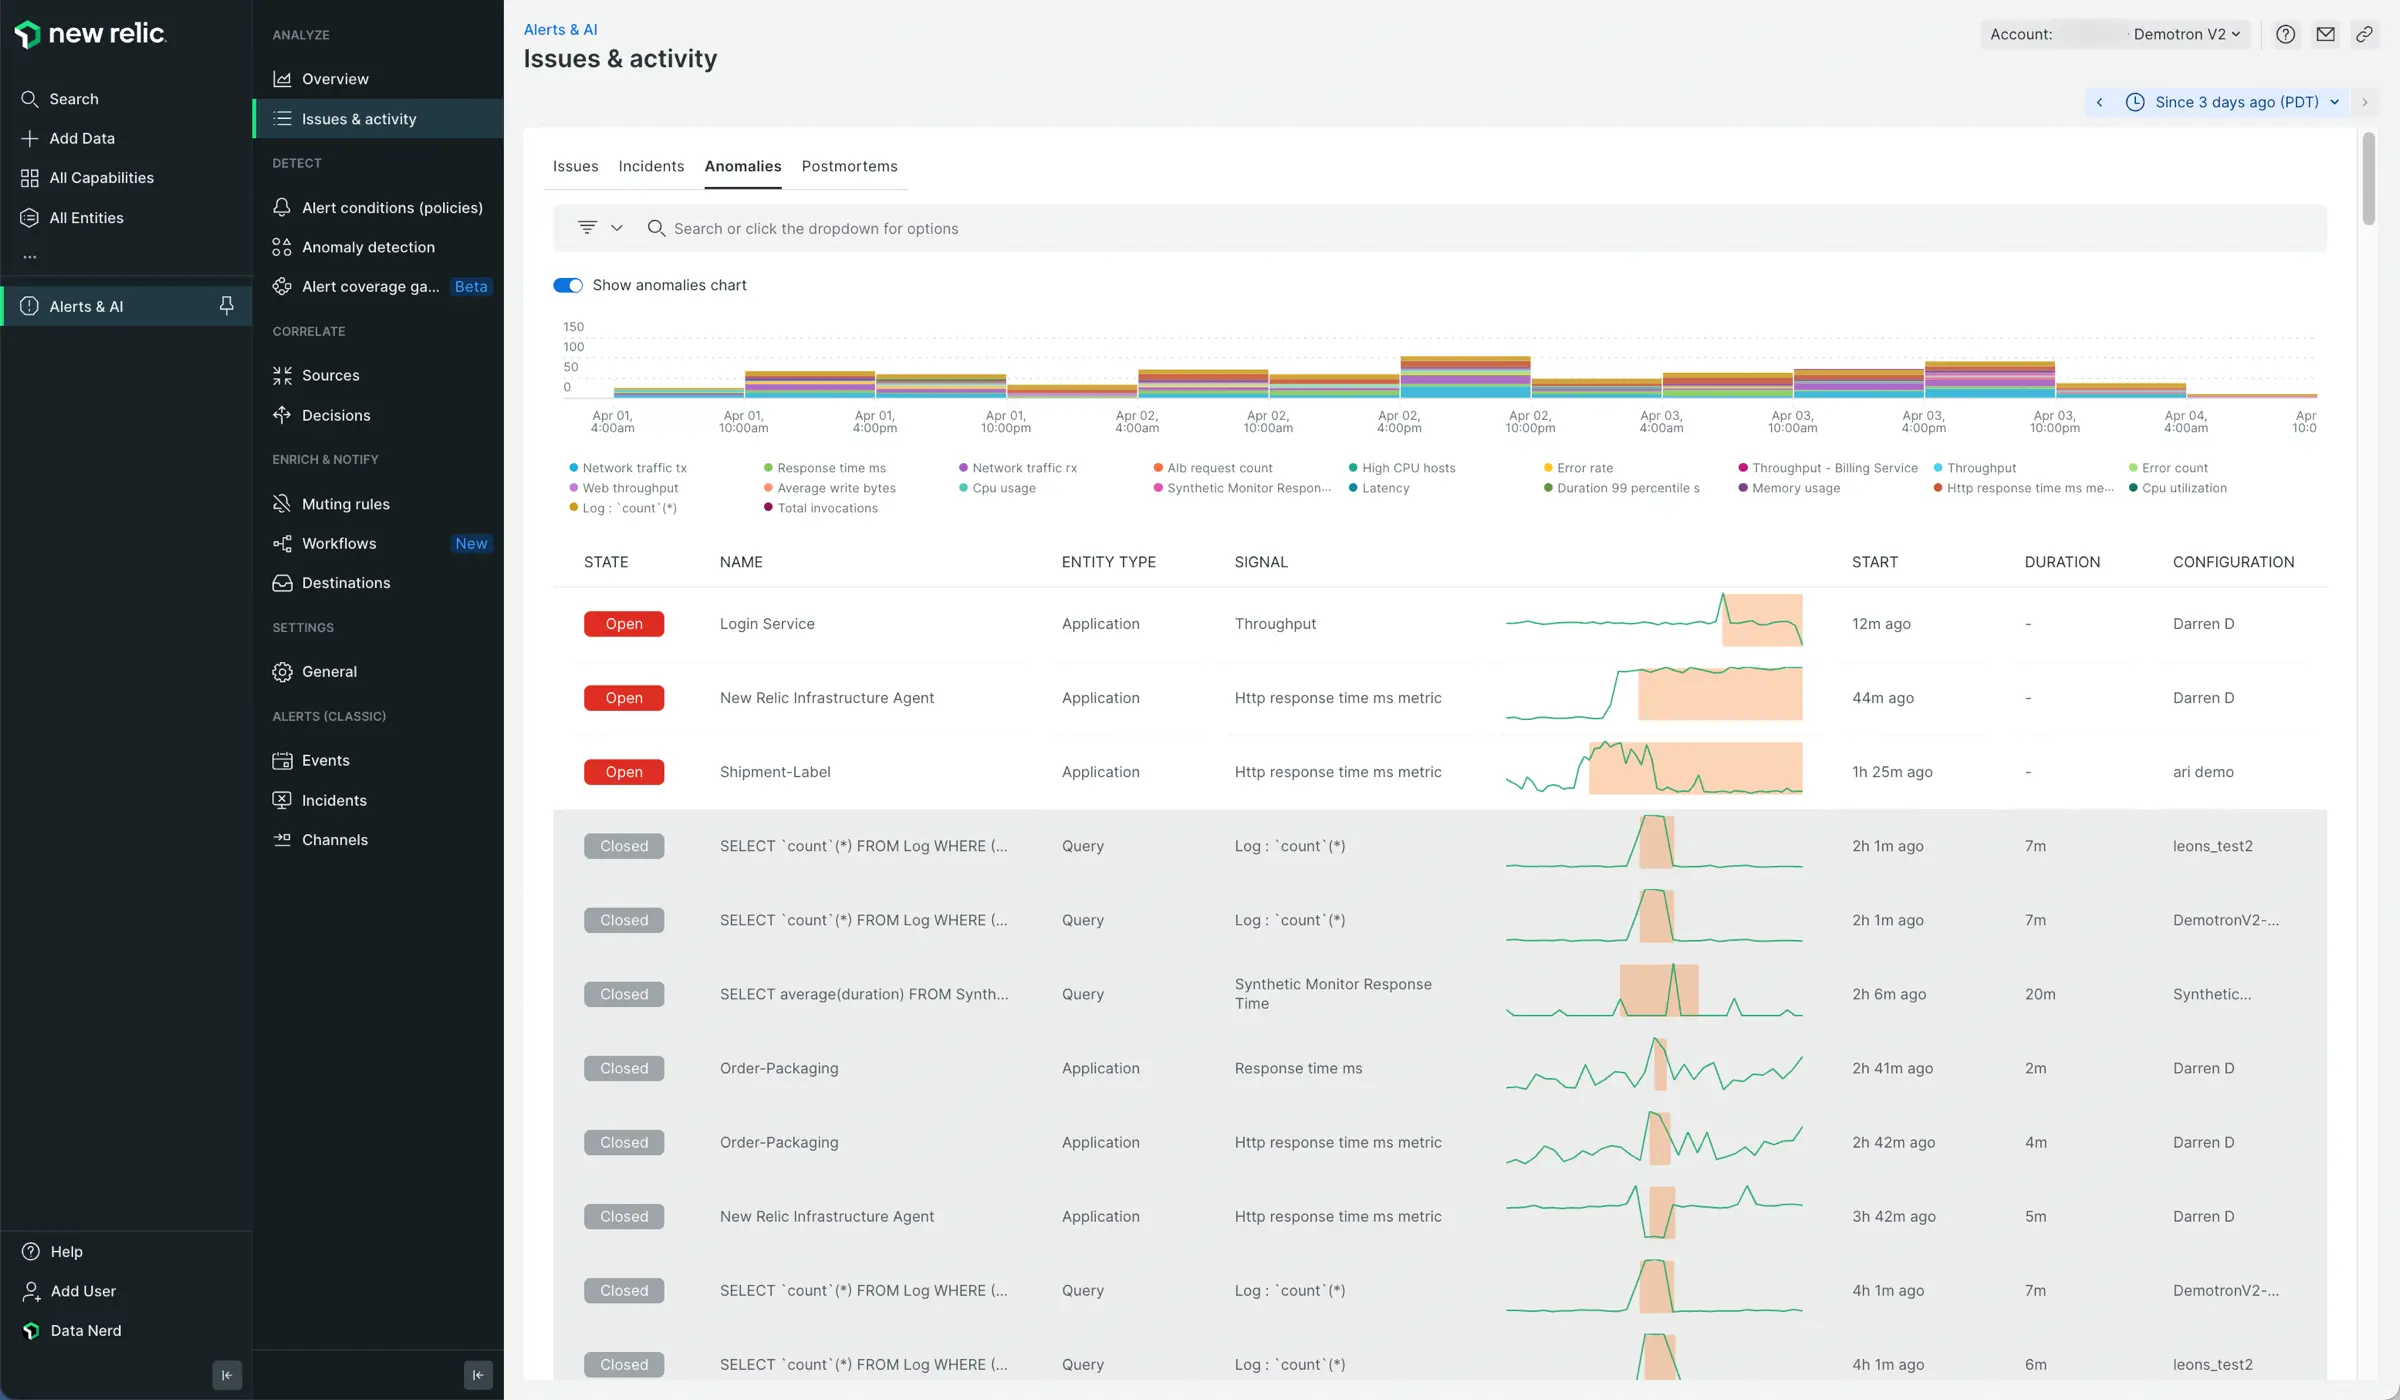 new relic
Search
Add Data
All Capabilities
All Entities
...
Alerts & AI
Help
Add User
Data Nerd
ANALYZE
Overview
Issues & activity
DETECT
Alert conditions (policies)
Anomaly detection
Alert coverage ga... Beta
CORRELATE
Sources
Decisions
ENRICH & NOTIFY
Muting rules
Workflows New
Destinations
SETTINGS
General
ALERTS (CLASSIC)
Events
Incidents
Channels
Alerts & AI
Issues & activity
Account: · Demotron V2
Since 3 days ago (PDT)
Issues Incidents Anomalies Postmortems
Search or click the dropdown for options
Show anomalies chart
150
100
50
0
Apr 01, Apr 01, Apr 01, Apr 01, Apr 02, Apr 02, Apr 02, Apr 02, Apr 03, Apr 03, Apr 03, Apr 03, Apr 04, Apr
4:00am 10:00am 4:00pm 10:00pm 4:00am 10:00am 4:00pm 10:00pm 4:00am 10:00am 4:00pm 10:00pm 4:00am 10:0
Network traffic tx Response time ms Network traffic rx Alb request count High CPU hosts Error rate Throughput - Billing Service Throughput Error count
Web throughput Average write bytes Cpu usage Synthetic Monitor Respon... Latency Duration 99 percentile s Memory usage Http response time ms me... Cpu utilization
Log : `count`(*) Total invocations
STATE NAME ENTITY TYPE SIGNAL START DURATION CONFIGURATION
Open Login Service Application Throughput 12m ago - Darren D
Open New Relic Infrastructure Agent Application Http response time ms metric 44m ago - Darren D
Open Shipment-Label Application Http response time ms metric 1h 25m ago - ari demo
Closed SELECT `count`(*) FROM Log WHERE (... Query Log : `count`(*) 2h 1m ago 7m leons_test2
Closed SELECT `count`(*) FROM Log WHERE (... Query Log : `count`(*) 2h 1m ago 7m DemotronV2-...
Closed SELECT average(duration) FROM Synth... Query Synthetic Monitor Response Time 2h 6m ago 20m Synthetic...
Closed Order-Packaging Application Response time ms 2h 41m ago 2m Darren D
Closed Order-Packaging Application Http response time ms metric 2h 42m ago 4m Darren D
Closed New Relic Infrastructure Agent Application Http response time ms metric 3h 42m ago 5m Darren D
Closed SELECT `count`(*) FROM Log WHERE (... Query Log : `count`(*) 4h 1m ago 7m DemotronV2-...
Closed SELECT `count`(*) FROM Log WHERE (... Query Log : `count`(*) 4h 1m ago 6m leons_test2